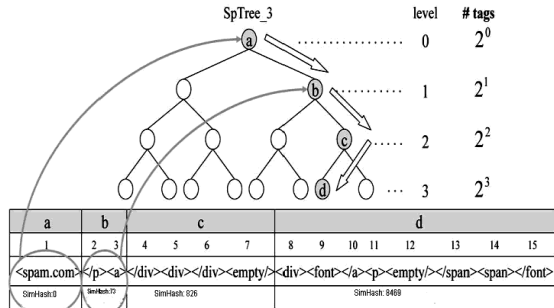 SpTree_3 level # tags
a 0 2^0
b 1 2^1
c 2 2^2
d 3 2^3
a b c d
1 2 3 4 5 6 7 8 9 10 11 12 13 14 15
<spam.com></p><a></div><div></div><empty/><div><font></a><p><empty/></span><span></font>
SimHash:0 SimHash:73 SimHash: 826 SimHash: 8469